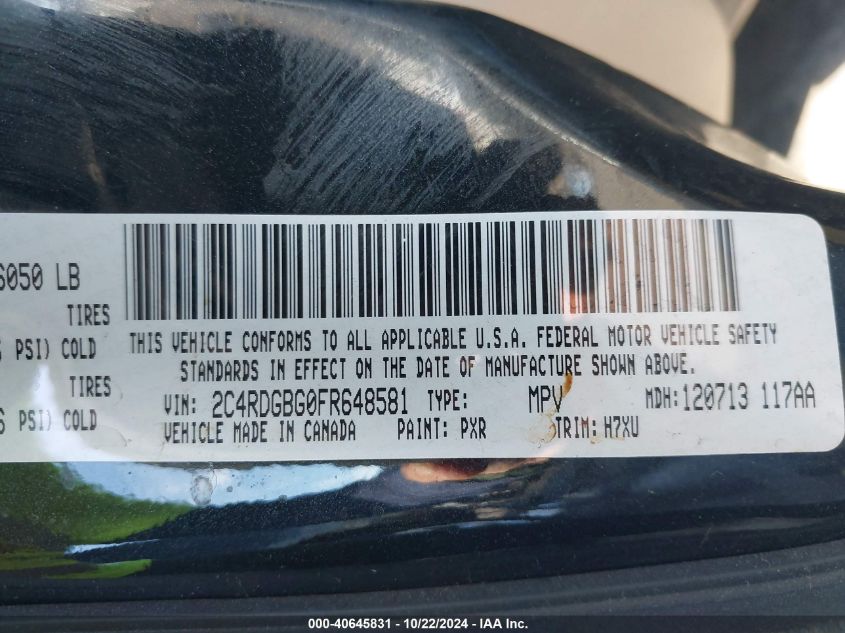 6050 LB
TIRES
PSI) COLD
TIRES
PSI) COLD
THIS VEHICLE CONFORMS TO ALL APPLICABLE U.S.A. FEDERAL MOTOR VEHICLE SAFETY
STANDARDS IN EFFECT ON THE DATE OF MANUFACTURE SHOWN ABOVE.
VIN: 2C4RDGBG0FR648581 TYPE: MPV MDH:120713 117AA
VEHICLE MADE IN CANADA PAINT: PXR TRIM: H7XU
000-40645831 - 10/22/2024 - IAA Inc.